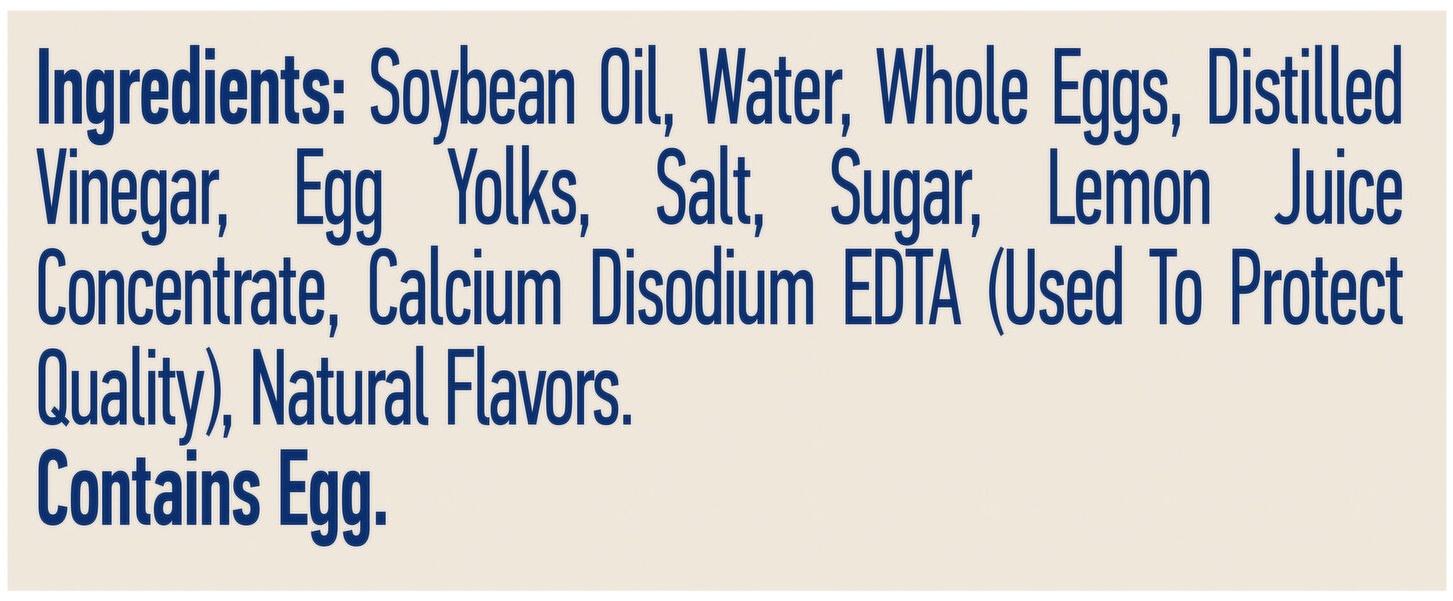 Ingredients: Soybean Oil, Water, Whole Eggs, Distilled
Vinegar, Egg Yolks, Salt, Sugar, Lemon Juice
Concentrate, Calcium Disodium EDTA (Used To Protect
Quality), Natural Flavors.
Contains Egg.